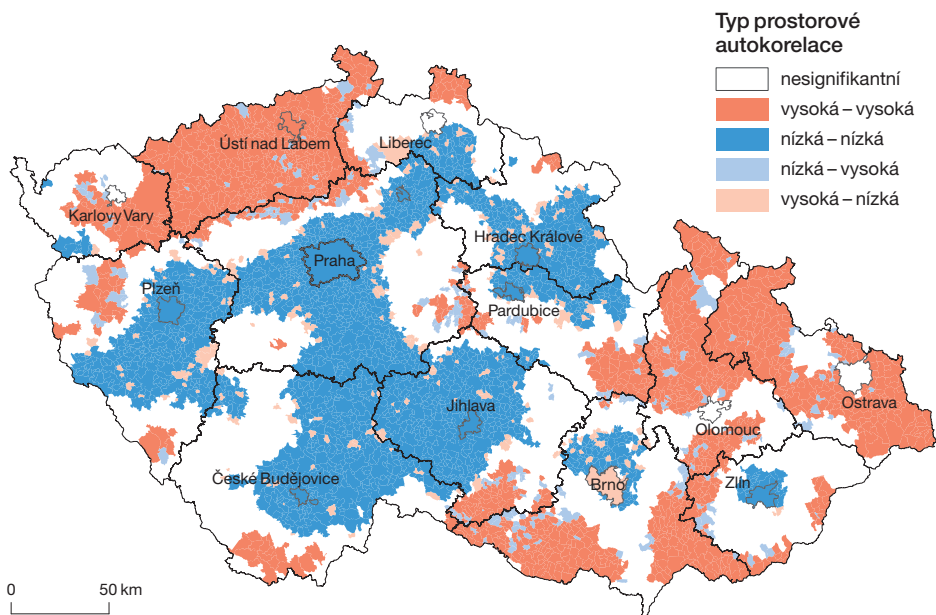 Typ prostorové
autokorelace
nesignifikantní
vysoká – vysoká
nízká – nízká
nízká – vysoká
vysoká – nízká
Ústí nad Labem
Liberec
Karlovy Vary
Hradec Králové
Praha
Plzeň
Pardubice
Jihlava
Ostrava
Olomouc
České Budějovice
Brno
Zlín
0 50 km